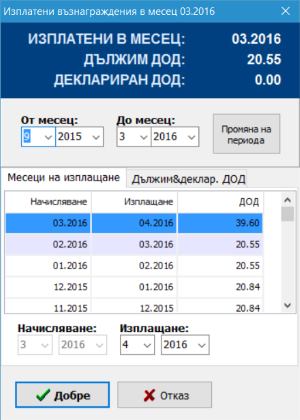 Изплатени възнаграждения в месец 03.2016
ИЗПЛАТЕНИ В МЕСЕЦ: 03.2016
ДЪЛЖИМ ДОД: 20.55
ДЕКЛАРИРАН ДОД: 0.00
От месец: До месец:
9 2015 3 2016
Промяна на
периода
Месеци на изплащане Дължим&деклар. ДОД
Начисляване Изплащане ДОД
03.2016 04.2016 39.60
02.2016 03.2016 20.55
01.2016 02.2016 20.55
12.2015 01.2016 20.84
11.2015 12.2015 20.84
Начисляване: Изплащане:
3 2016 4 2016
Добре Отказ